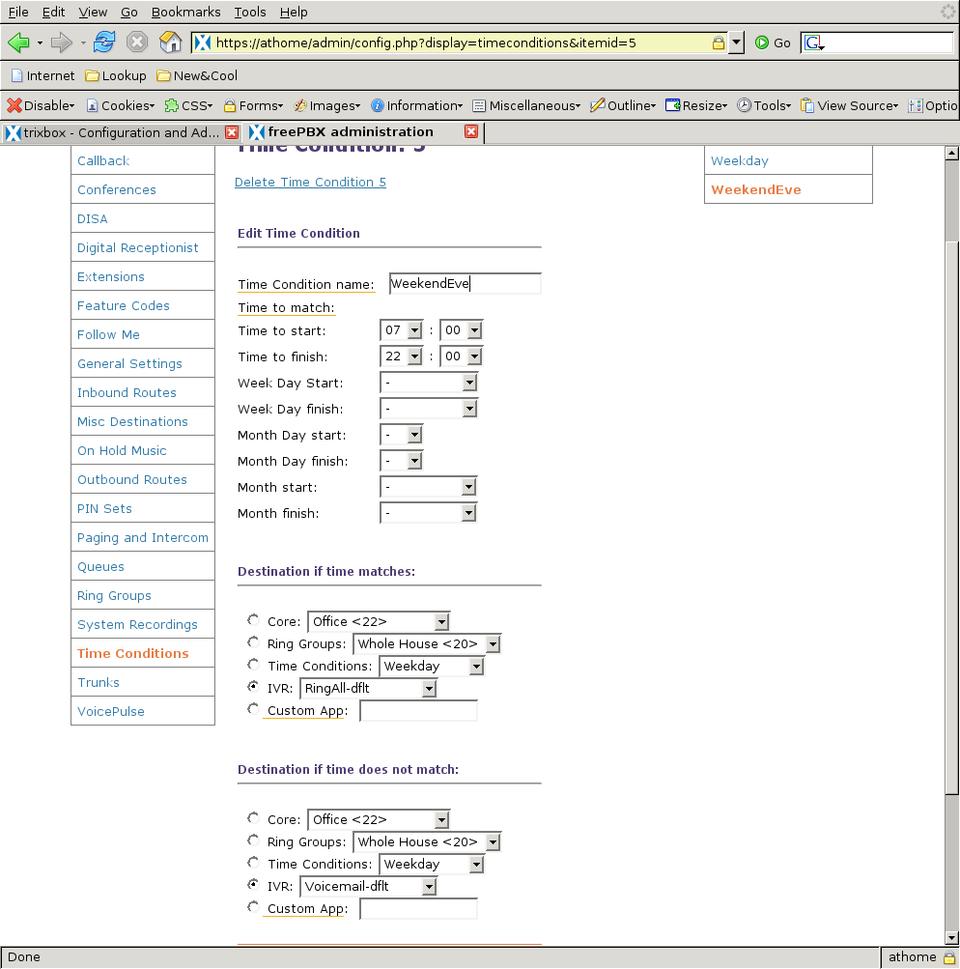 File Edit View Go Bookmarks Tools Help
https://athome/admin/config.php?display=timeconditions&itemid=5 Go G
Internet Lookup New&Cool
Disable Cookies CSS Forms Images Information Miscellaneous Outline Resize Tools View Source Optio
trixbox - Configuration and Ad... freePBX administration
Time Condition: 5
Delete Time Condition 5
Callback
Conferences
DISA
Digital Receptionist
Extensions
Feature Codes
Follow Me
General Settings
Inbound Routes
Misc Destinations
On Hold Music
Outbound Routes
PIN Sets
Paging and Intercom
Queues
Ring Groups
System Recordings
Time Conditions
Trunks
VoicePulse
Edit Time Condition
Time Condition name: WeekendEve
Time to match:
Time to start: 07 : 00
Time to finish: 22 : 00
Week Day Start: -
Week Day finish: -
Month Day start: -
Month Day finish: -
Month start: -
Month finish: -
Destination if time matches:
Core: Office <22>
Ring Groups: Whole House <20>
Time Conditions: Weekday
IVR: RingAll-dflt
Custom App:
Destination if time does not match:
Core: Office <22>
Ring Groups: Whole House <20>
Time Conditions: Weekday
IVR: Voicemail-dflt
Custom App:
Weekday
WeekendEve
Done athome